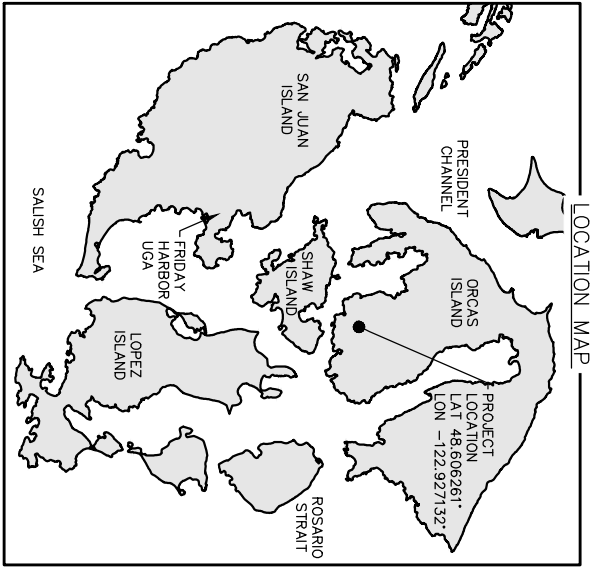 LOCATION MAP
PRESIDENT
CHANNEL
SAN JUAN
ISLAND
ORCAS
ISLAND
PROJECT
LOCATION
LAT 48.606261°
LON -122.927132°
SHAW
ISLAND
FRIDAY
HARBOR
UGA
SALISH SEA
LOPEZ
ISLAND
ROSARIO
STRAIT